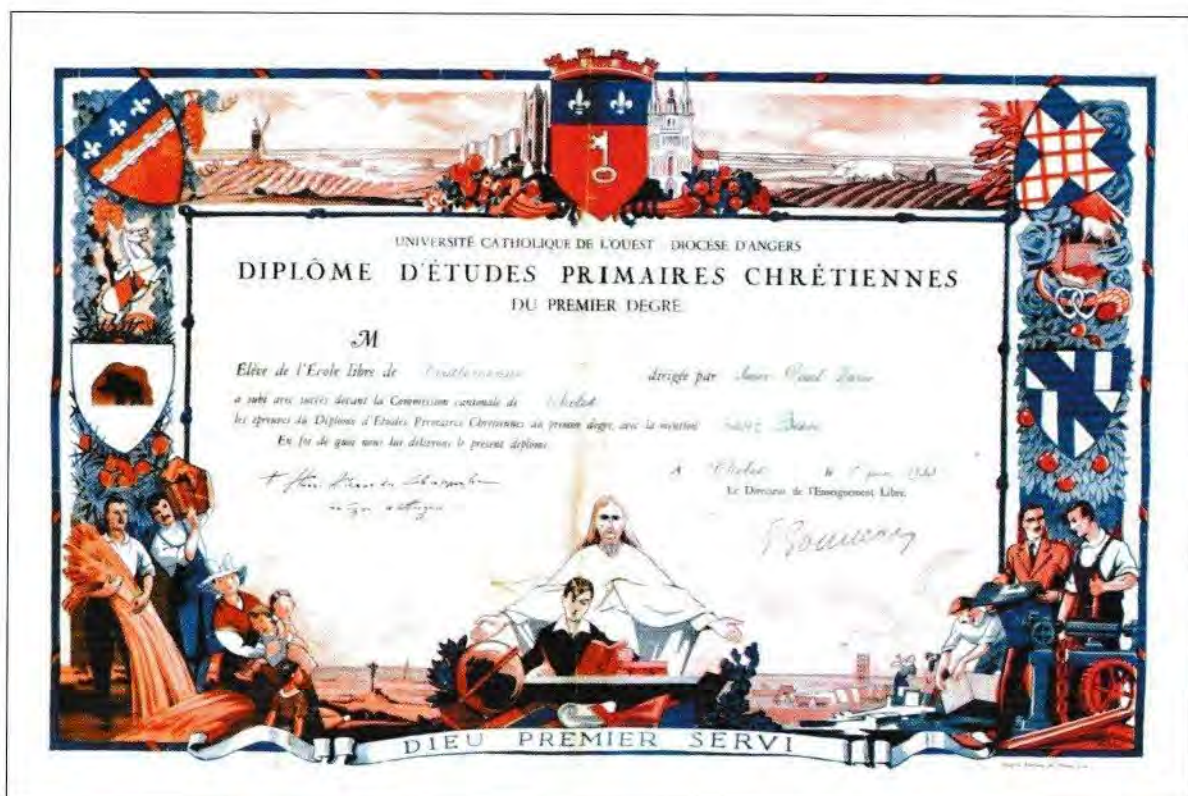 UNIVERSITÉ CATHOLIQUE DE L'OUEST DIOCÈSE D'ANGERS
DIPLÔME D'ÉTUDES PRIMAIRES CHRÉTIENNES
DU PREMIER DEGRÉ
M
Elève de l'Ecole libre de dirigée par
a subi avec succès devant la Commission cantonale de Cholet
les épreuves du Diplôme d'Etudes Primaires Chrétiennes du premier degré, avec la mention
En foi de quoi nous lui délivrons le présent diplôme.
A Cholet le
Le Directeur de l'Enseignement Libre,
DIEU PREMIER SERVI